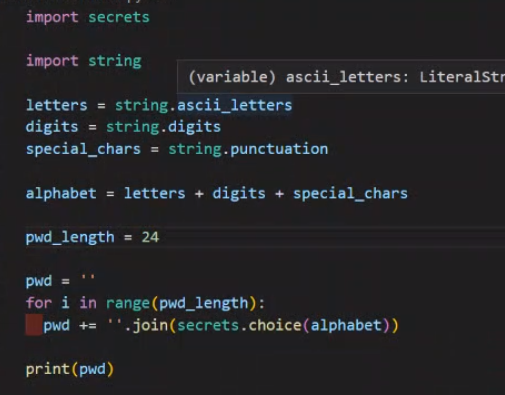 import secrets
import string
(variable) ascii_letters: LiteralStr
letters = string.ascii_letters
digits = string.digits
special_chars = string.punctuation
alphabet = letters + digits + special_chars
pwd_length = 24
pwd = ''
for i in range(pwd_length):
  pwd += ''.join(secrets.choice(alphabet))
print(pwd)